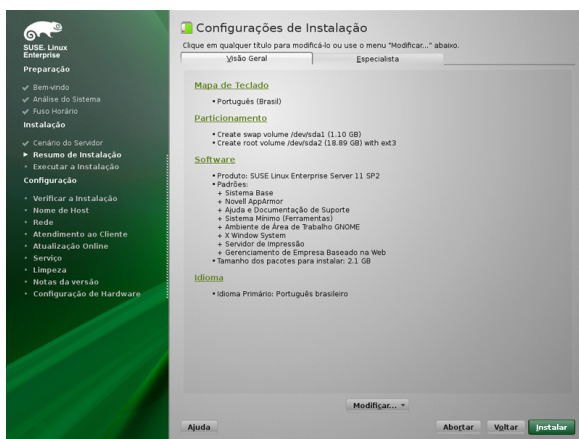 SUSE. Linux
Enterprise
Preparação
Bem-vindo
Análise do Sistema
Fuso Horário
Instalação
Cenário do Servidor
Resumo de Instalação
Executar a Instalação
Configuração
Verificar a Instalação
Nome de Host
Rede
Atendimento ao Cliente
Atualização Online
Serviço
Limpeza
Notas da versão
Configuração de Hardware
Configurações de Instalação
Clique em qualquer título para modificá-lo ou use o menu "Modificar..." abaixo.
Visão Geral
Especialista
Mapa de Teclado
• Português (Brasil)
Particionamento
• Create swap volume /dev/sda1 (1.10 GB)
• Create root volume /dev/sda2 (18.89 GB) with ext3
Software
• Produto: SUSE Linux Enterprise Server 11 SP2
• Padrões:
+ Sistema Base
+ Novell AppArmor
+ Ajuda e Documentação de Suporte
+ Sistema Mínimo (Ferramentas)
+ Ambiente de Área de Trabalho GNOME
+ X Window System
+ Servidor de Impressão
+ Gerenciamento de Empresa Baseado na Web
• Tamanho dos pacotes para instalar: 2.1 GB
Idioma
• Idioma Primário: Português brasileiro
Modificar...
Ajuda
Abortar
Voltar
Instalar